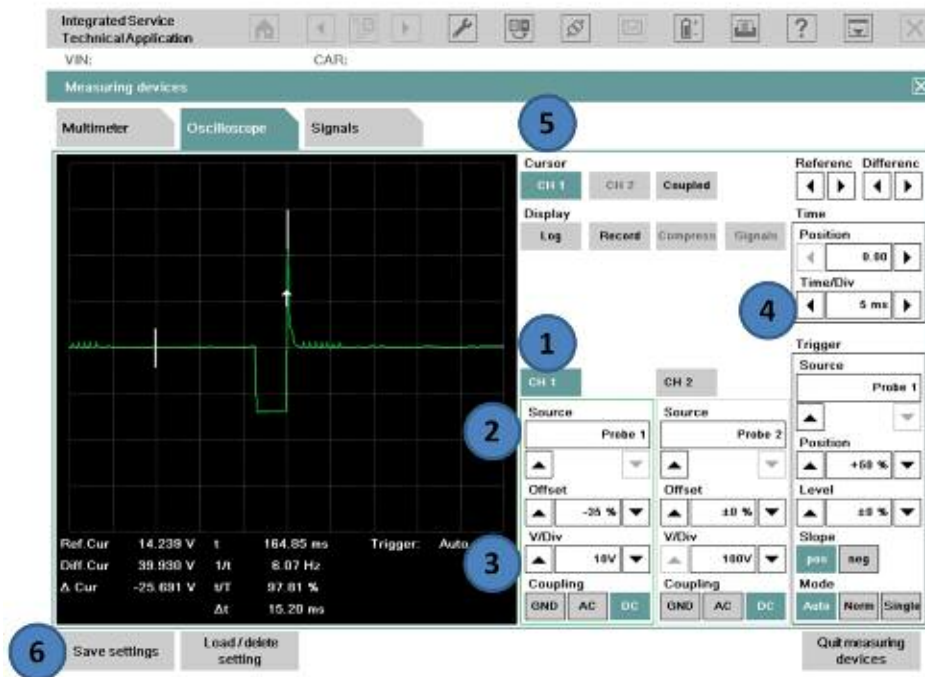 Integrated Service
Technical Application
VIN:
CAR:
Measuring devices
Multimeter
Oscilloscope
Signals
5
Cursor
CH 1
CH 2
Coupled
Referenc
Differenc
Display
Log
Record
Compress
Signals
Time
Position
0.00
Time/Div
4
5 ms
1
CH 1
CH 2
Trigger
Source
Probe 1
2
Source
Probe 1
Source
Probe 2
Position
+50 %
Offset
-35 %
Offset
±0 %
Level
±0 %
3
V/Div
10V
V/Div
100V
Slope
pos
neg
Coupling
GND
AC
DC
Coupling
GND
AC
DC
Mode
Auto
Norm
Single
Ref.Cur 14.239 V t 164.85 ms Trigger: Auto
Diff.Cur 39.930 V 1/t 6.07 Hz
Δ Cur -25.691 V t/T 97.81 %
Δt 15.20 ms
6
Save settings
Load / delete
setting
Quit measuring
devices